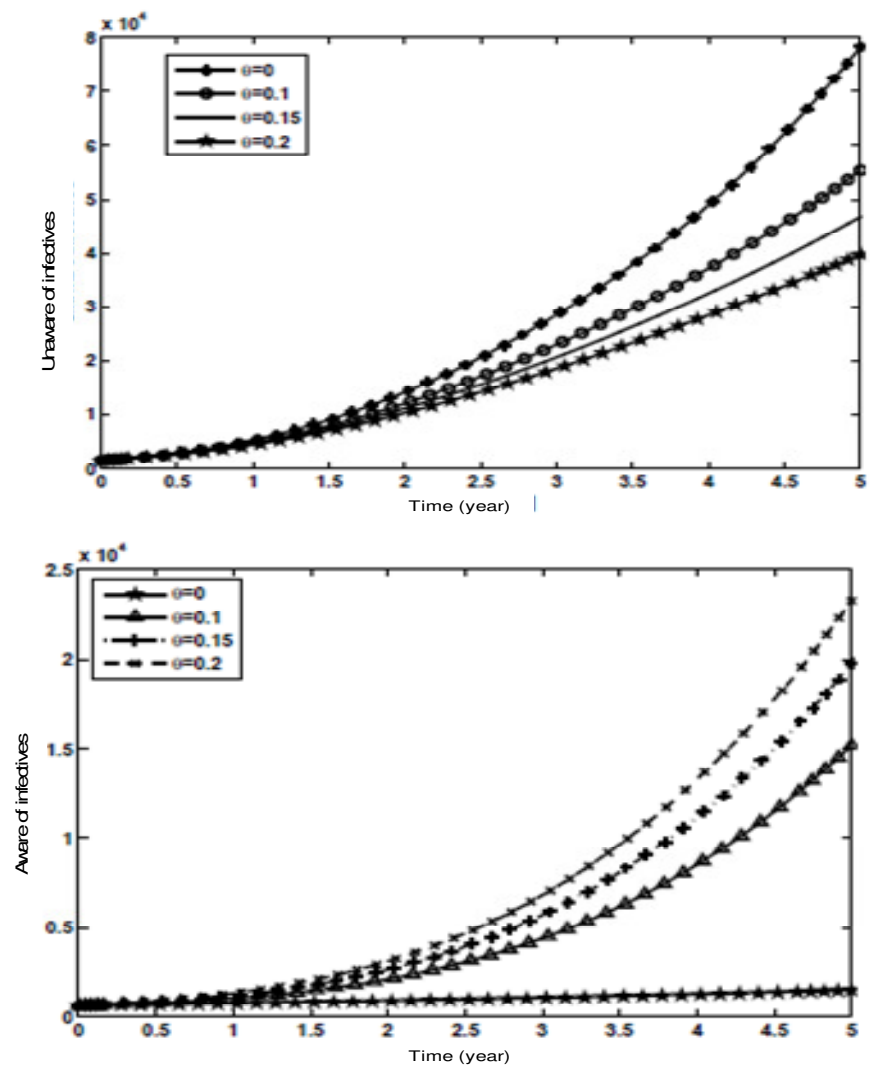 x 10⁴
8
7
6
5
4
3
2
1
0
θ=0
θ=0.1
θ=0.15
θ=0.2
Unaware of infectives
0 0.5 1 1.5 2 2.5 3 3.5 4 4.5 5
Time (year)
x 10⁴
2.5
2
1.5
1
0.5
0
θ=0
θ=0.1
θ=0.15
θ=0.2
Aware of infectives
0 0.5 1 1.5 2 2.5 3 3.5 4 4.5 5
Time (year)